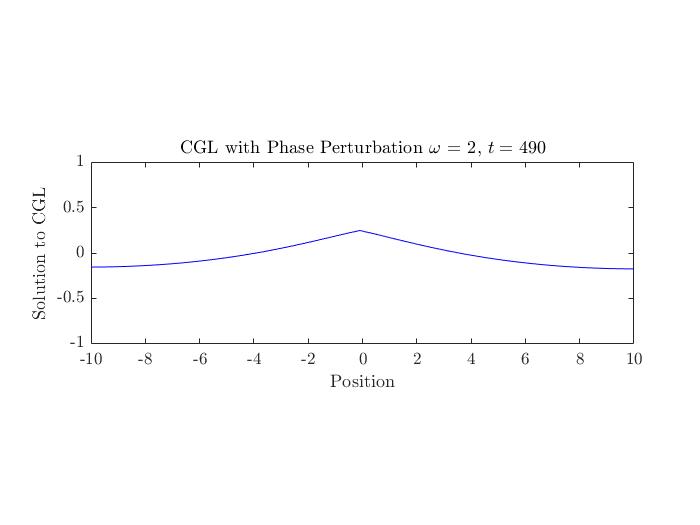 CGL with Phase Perturbation ω = 2, t = 490
1
0.5
0
-0.5
-1
Solution to CGL
-10 -8 -6 -4 -2 0 2 4 6 8 10
Position